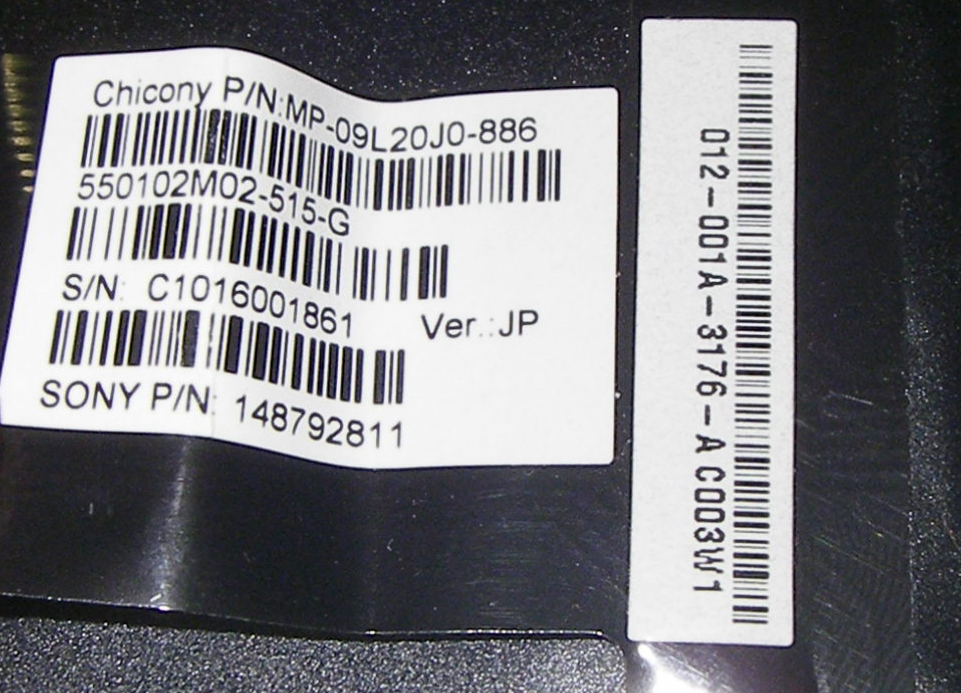 Chicony P/N:MP-09L20J0-886
550102M02-515-G
S/N: C1016001861
Ver.:JP
SONY P/N: 148792811
012-001A-3176-A C003W1